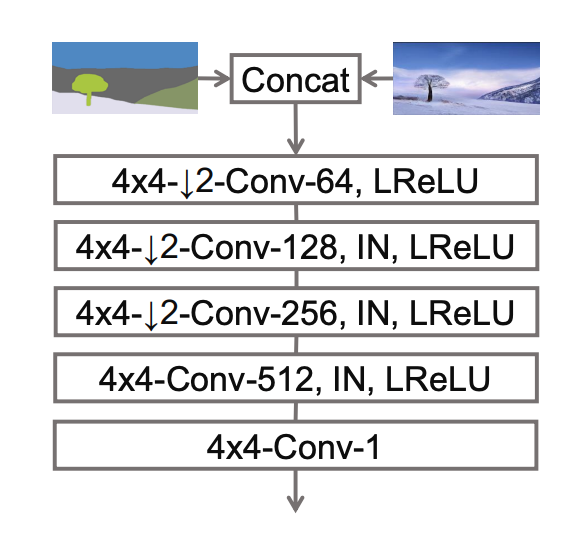 Concat
4x4-↓2-Conv-64, LReLU
4x4-↓2-Conv-128, IN, LReLU
4x4-↓2-Conv-256, IN, LReLU
4x4-Conv-512, IN, LReLU
4x4-Conv-1